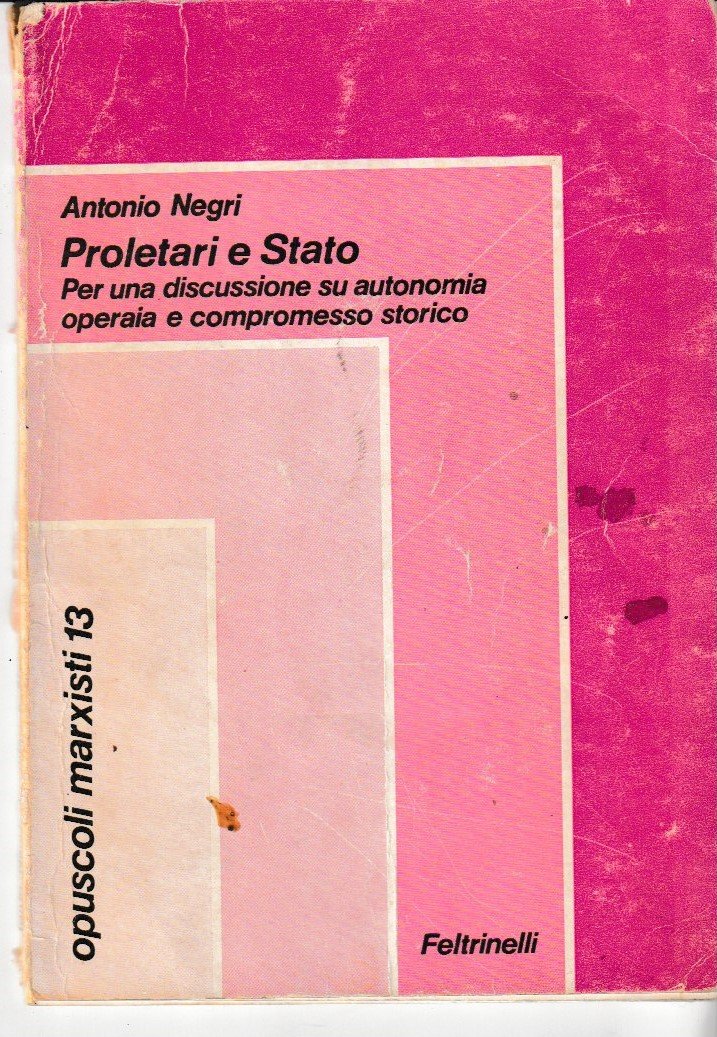 Antonio Negri
Proletari e Stato
Per una discussione su autonomia
operaia e compromesso storico
opuscoli marxisti 13
Feltrinelli